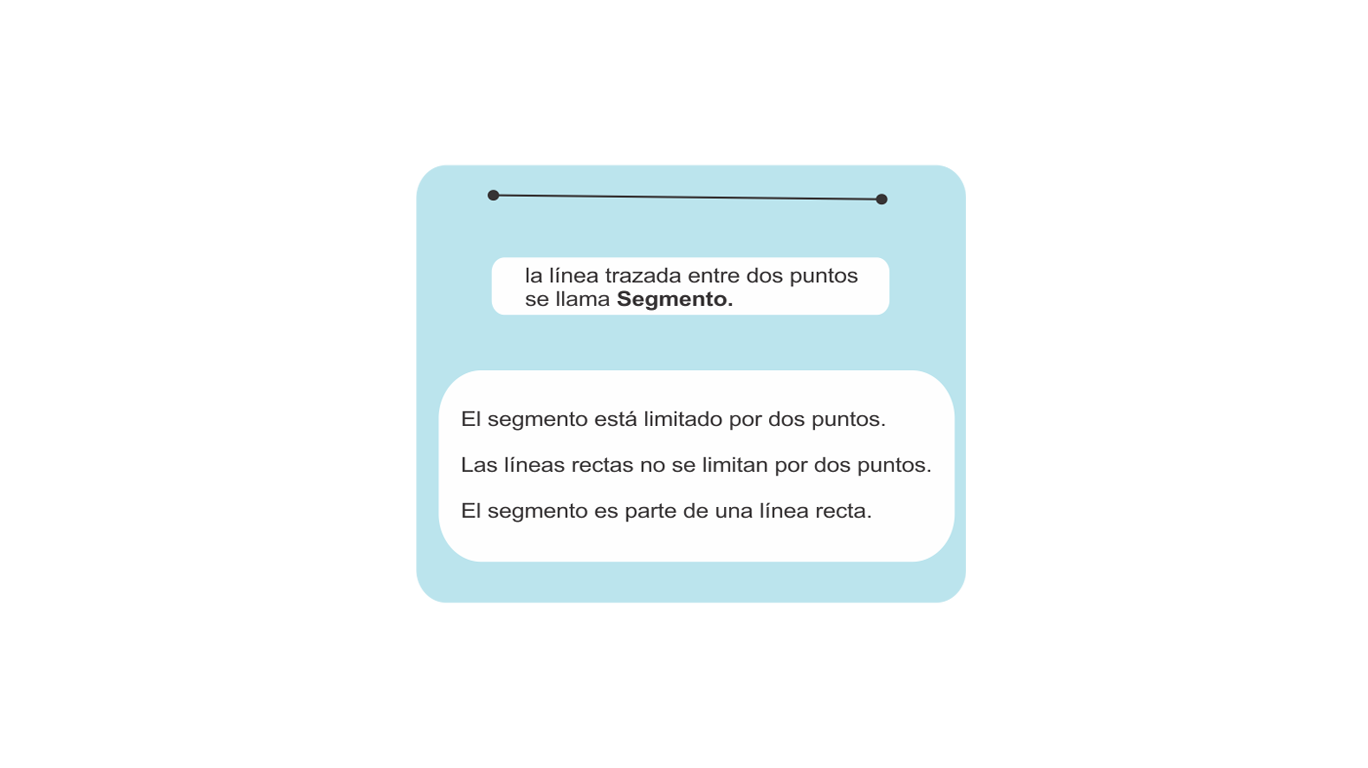 la línea trazada entre dos puntos
se llama Segmento.
El segmento está limitado por dos puntos.
Las líneas rectas no se limitan por dos puntos.
El segmento es parte de una línea recta.